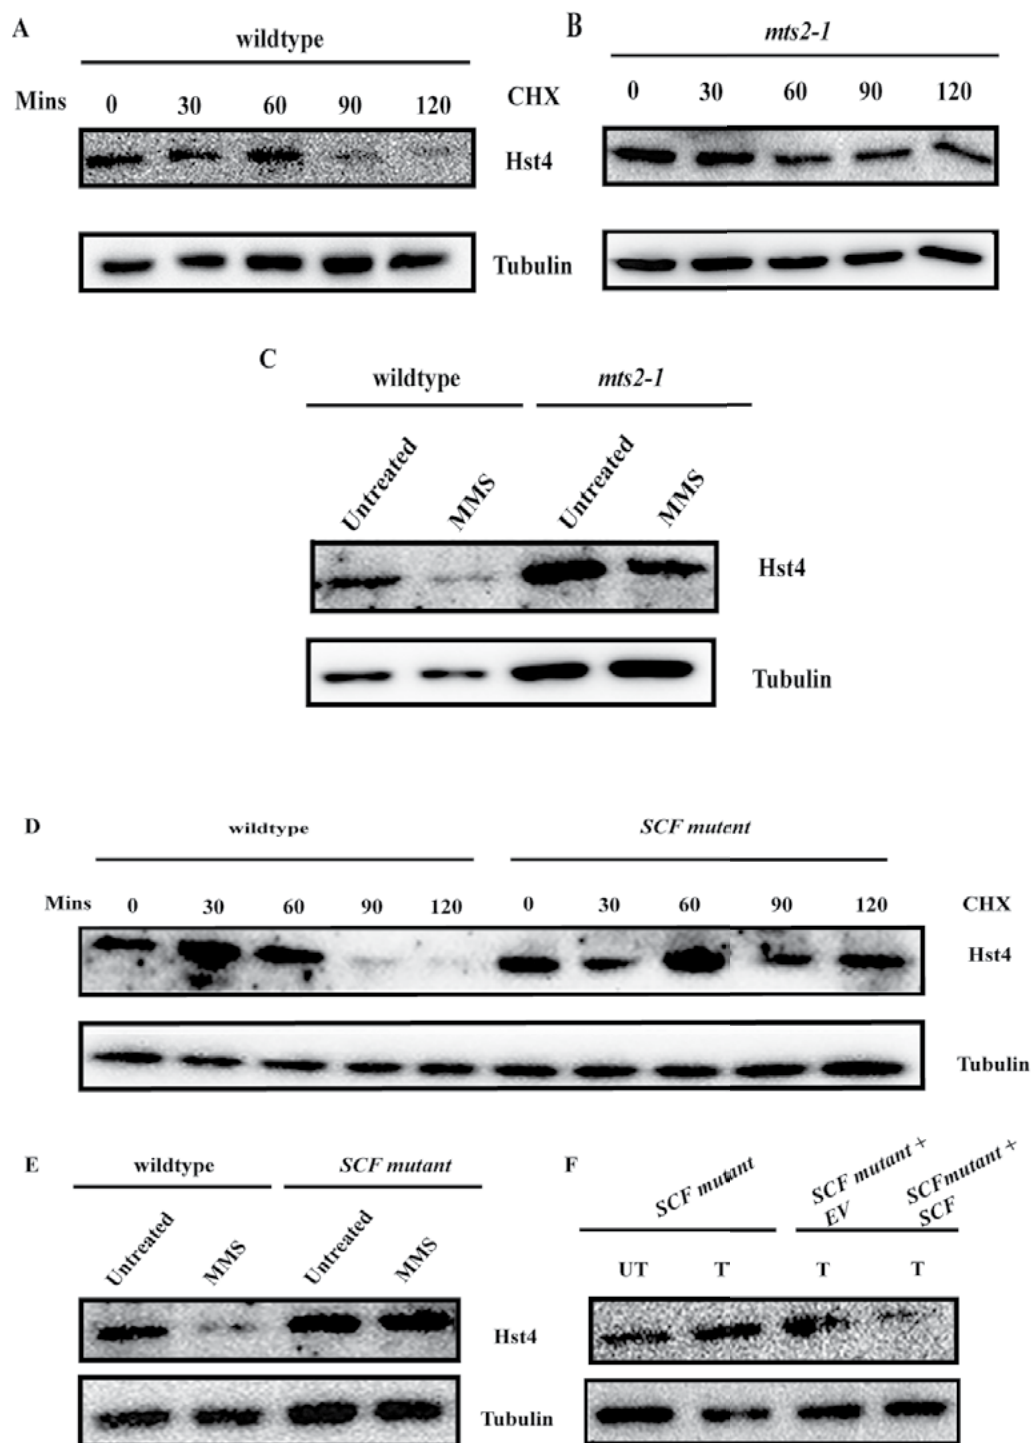 A
wildtype
B
mts2-1
Mins 0 30 60 90 120
CHX 0 30 60 90 120
Hst4
Tubulin
C
wildtype mts2-1
Untreated MMS Untreated MMS
Hst4
Tubulin
D
wildtype SCF mutant
Mins 0 30 60 90 120 0 30 60 90 120 CHX
Hst4
Tubulin
E
wildtype SCF mutant
Untreated MMS Untreated MMS
Hst4
Tubulin
F
SCF mutant
SCF mutant +
EV
SCFmutant +
SCF
UT T T T